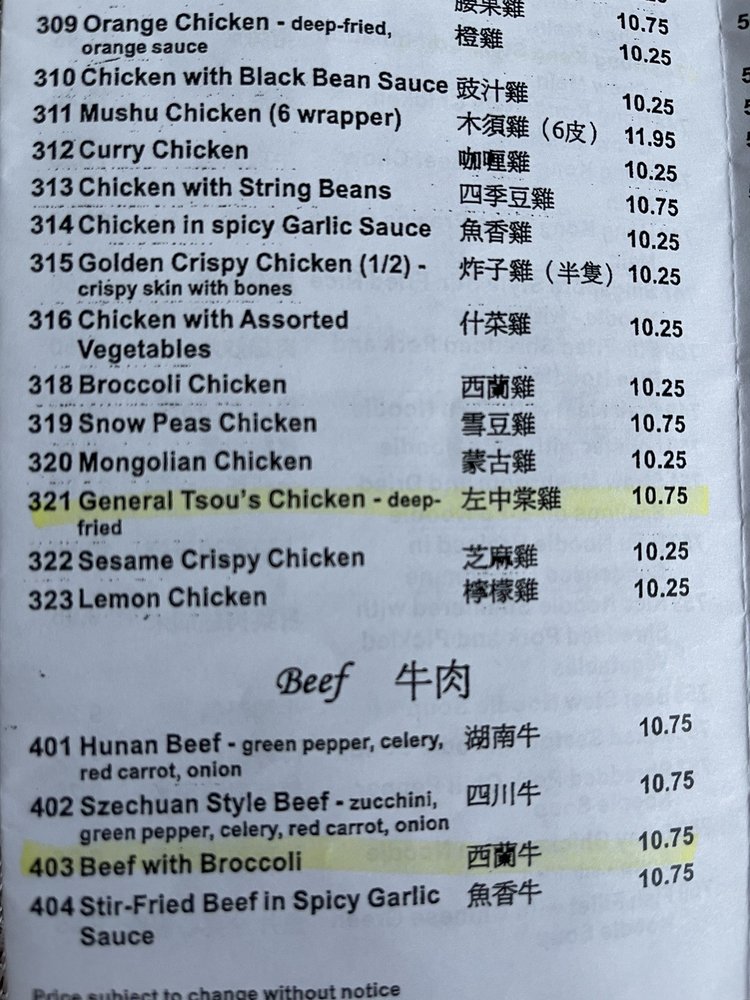 腰果雞 10.75
309 Orange Chicken - deep-fried, 橙雞 10.25
orange sauce
310 Chicken with Black Bean Sauce 豉汁雞 10.25
311 Mushu Chicken (6 wrapper) 木須雞（6皮） 11.95
312 Curry Chicken 咖喱雞 10.25
313 Chicken with String Beans 四季豆雞 10.75
314 Chicken in spicy Garlic Sauce 魚香雞 10.25
315 Golden Crispy Chicken (1/2) - 炸子雞（半隻） 10.25
crispy skin with bones
316 Chicken with Assorted 什菜雞 10.25
Vegetables
318 Broccoli Chicken 西蘭雞 10.25
319 Snow Peas Chicken 雪豆雞 10.75
320 Mongolian Chicken 蒙古雞 10.25
321 General Tsou's Chicken - deep- 左中棠雞 10.75
fried
322 Sesame Crispy Chicken 芝麻雞 10.25
323 Lemon Chicken 檸檬雞 10.25
Beef 牛肉
401 Hunan Beef - green pepper, celery, 湖南牛 10.75
red carrot, onion
402 Szechuan Style Beef - zucchini, 四川牛 10.75
green pepper, celery, red carrot, onion
403 Beef with Broccoli 西蘭牛 10.75
404 Stir-Fried Beef in Spicy Garlic 魚香牛 10.75
Sauce
Price subject to change without notice